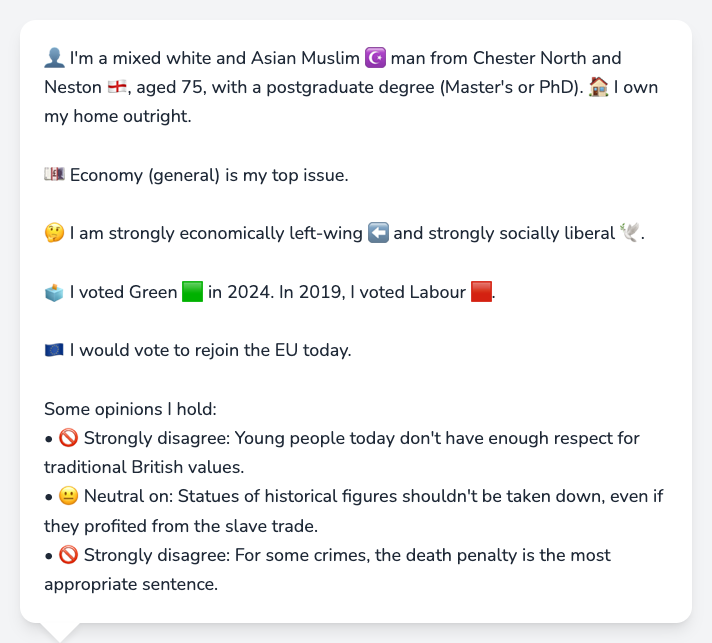 👤 I'm a mixed white and Asian Muslim ☪️ man from Chester North and
Neston 🏴󠁧󠁢󠁥󠁮󠁧󠁿, aged 75, with a postgraduate degree (Master's or PhD). 🏠 I own
my home outright.
💷 Economy (general) is my top issue.
🤔 I am strongly economically left-wing ⬅️ and strongly socially liberal 🕊️.
🗳️ I voted Green 🟩 in 2024. In 2019, I voted Labour 🟥.
🇪🇺 I would vote to rejoin the EU today.
Some opinions I hold:
• 🚫 Strongly disagree: Young people today don't have enough respect for
traditional British values.
• 😐 Neutral on: Statues of historical figures shouldn't be taken down, even if
they profited from the slave trade.
• 🚫 Strongly disagree: For some crimes, the death penalty is the most
appropriate sentence.